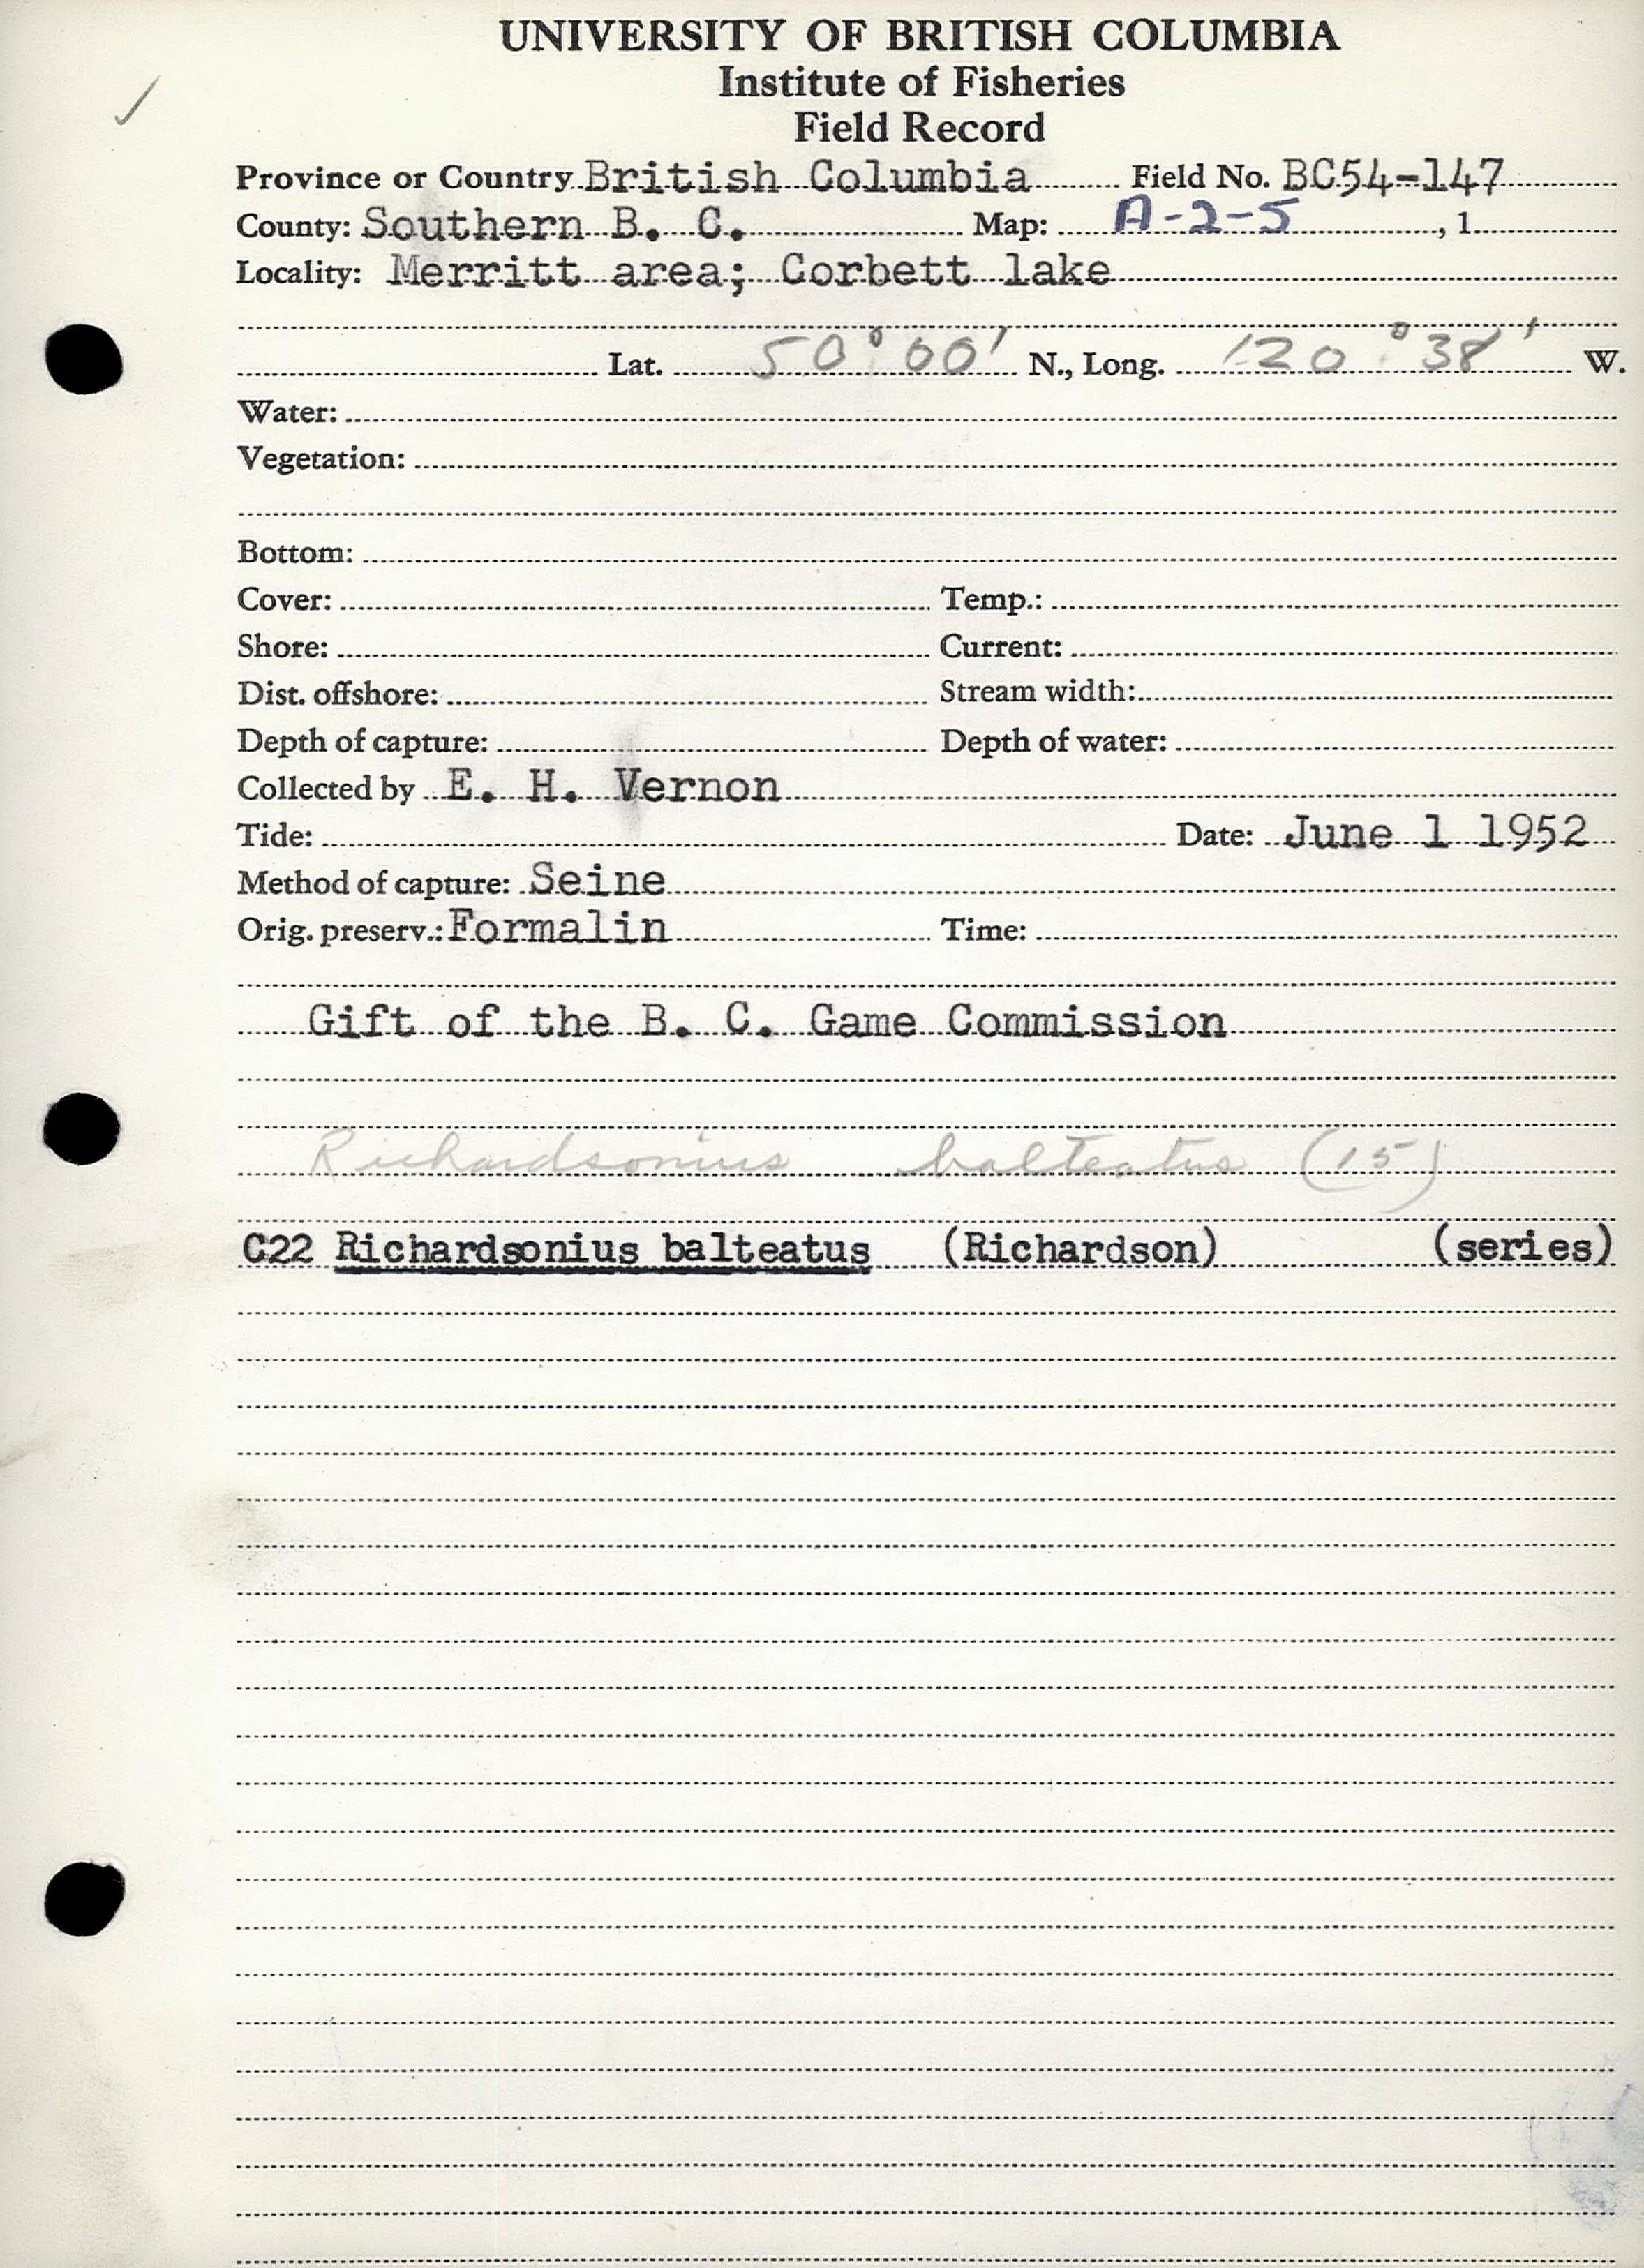 UNIVERSITY OF BRITISH COLUMBIA
Institute of Fisheries
Field Record
Province or Country British Columbia Field No. BC54-147
County: Southern B. C. Map: A-2-5, 1
Locality: Merritt area; Corbett lake
Lat. 50° 00' N., Long. 120° 38' W.
Water:
Vegetation:
Bottom:
Cover: Temp.:
Shore: Current:
Dist. offshore: Stream width:
Depth of capture: Depth of water:
Collected by E. H. Vernon
Tide: Date: June 1 1952
Method of capture: Seine
Orig. preserv.: Formalin Time:
Gift of the B. C. Game Commission
Richardsonius balteatus (15)
C22 Richardsonius balteatus (Richardson) (series)